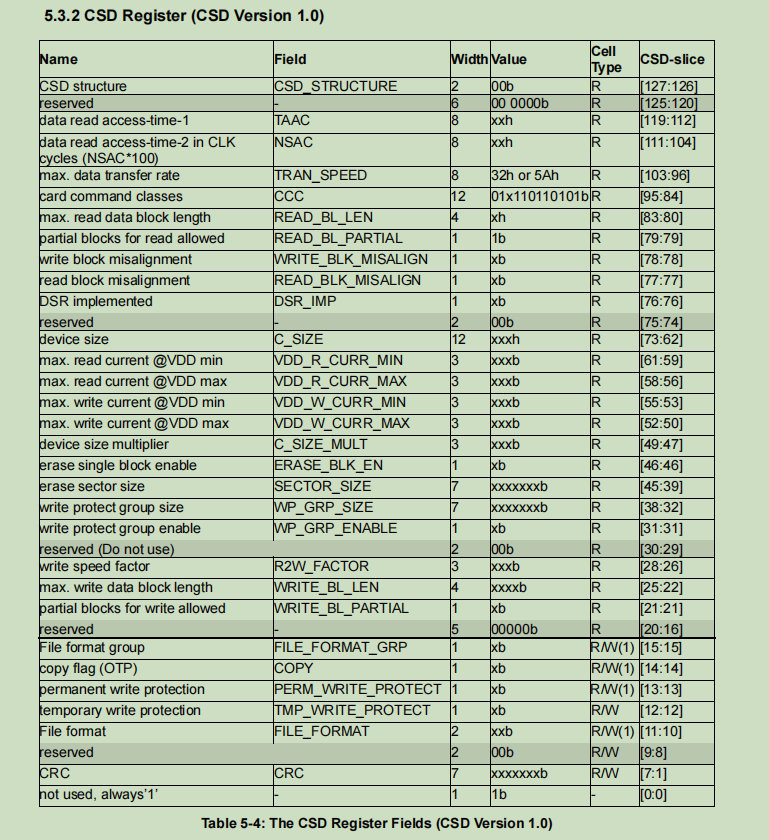 5.3.2 CSD Register (CSD Version 1.0)
Name Field Width Value Cell Type CSD-slice
CSD structure CSD_STRUCTURE 2 00b R [127:126]
reserved - 6 00 0000b R [125:120]
data read access-time-1 TAAC 8 xxh R [119:112]
data read access-time-2 in CLK cycles (NSAC*100) NSAC 8 xxh R [111:104]
max. data transfer rate TRAN_SPEED 8 32h or 5Ah R [103:96]
card command classes CCC 12 01x110110101b R [95:84]
max. read data block length READ_BL_LEN 4 xh R [83:80]
partial blocks for read allowed READ_BL_PARTIAL 1 1b R [79:79]
write block misalignment WRITE_BLK_MISALIGN 1 xb R [78:78]
read block misalignment READ_BLK_MISALIGN 1 xb R [77:77]
DSR implemented DSR_IMP 1 xb R [76:76]
reserved - 2 00b R [75:74]
device size C_SIZE 12 xxxh R [73:62]
max. read current @VDD min VDD_R_CURR_MIN 3 xxxb R [61:59]
max. read current @VDD max VDD_R_CURR_MAX 3 xxxb R [58:56]
max. write current @VDD min VDD_W_CURR_MIN 3 xxxb R [55:53]
max. write current @VDD max VDD_W_CURR_MAX 3 xxxb R [52:50]
device size multiplier C_SIZE_MULT 3 xxxb R [49:47]
erase single block enable ERASE_BLK_EN 1 xb R [46:46]
erase sector size SECTOR_SIZE 7 xxxxxxxb R [45:39]
write protect group size WP_GRP_SIZE 7 xxxxxxxb R [38:32]
write protect group enable WP_GRP_ENABLE 1 xb R [31:31]
reserved (Do not use) 2 00b R [30:29]
write speed factor R2W_FACTOR 3 xxxb R [28:26]
max. write data block length WRITE_BL_LEN 4 xxxxb R [25:22]
partial blocks for write allowed WRITE_BL_PARTIAL 1 xb R [21:21]
reserved - 5 00000b R [20:16]
File format group FILE_FORMAT_GRP 1 xb R/W(1) [15:15]
copy flag (OTP) COPY 1 xb R/W(1) [14:14]
permanent write protection PERM_WRITE_PROTECT 1 xb R/W(1) [13:13]
temporary write protection TMP_WRITE_PROTECT 1 xb R/W [12:12]
File format FILE_FORMAT 2 xxb R/W(1) [11:10]
reserved 2 00b R/W [9:8]
CRC CRC 7 xxxxxxxb R/W [7:1]
not used, always'1' - 1 1b - [0:0]
Table 5-4: The CSD Register Fields (CSD Version 1.0)